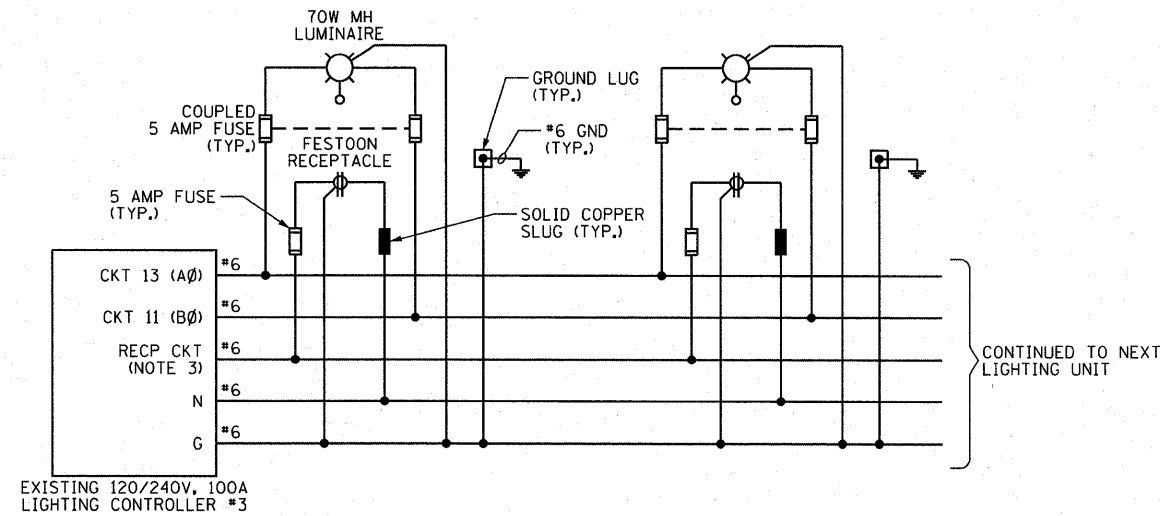 70W MH
LUMINAIRE
GROUND LUG
(TYP.)
COUPLED
5 AMP FUSE
(TYP.)
#6 GND
(TYP.)
FESTOON
RECEPTACLE
5 AMP FUSE
(TYP.)
SOLID COPPER
SLUG (TYP.)
CKT 13 (AØ)
#6
CKT 11 (BØ)
#6
RECP CKT
(NOTE 3)
#6
N
#6
G
#6
CONTINUED TO NEXT
LIGHTING UNIT
EXISTING 120/240V, 100A
LIGHTING CONTROLLER #3